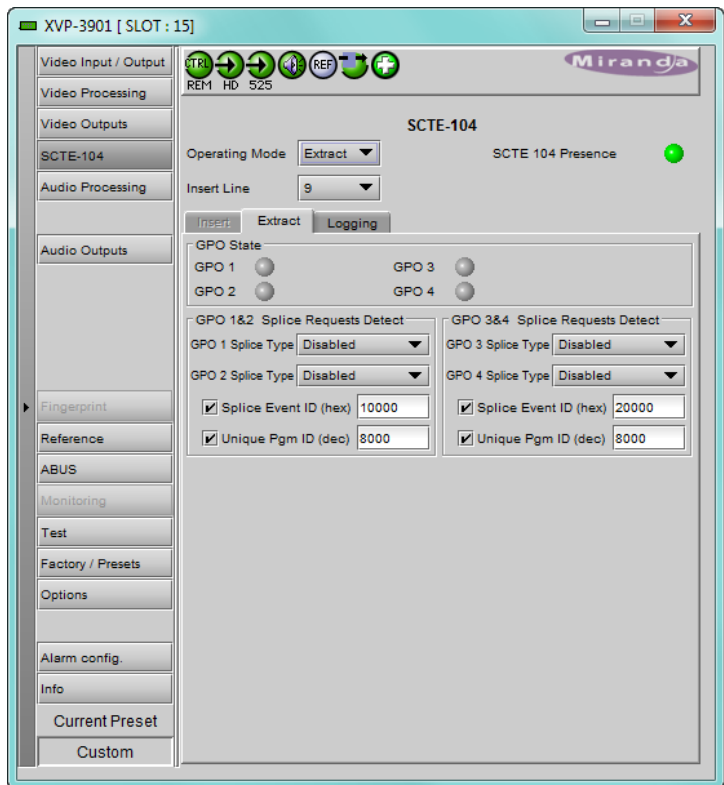 XVP-3901 [ SLOT : 15]
Video Input / Output
Video Processing
Video Outputs
SCTE-104
Audio Processing
Audio Outputs
Fingerprint
Reference
ABUS
Monitoring
Test
Factory / Presets
Options
Alarm config.
Info
Current Preset
Custom
CTRL REF
REM HD 525
Miranda
SCTE-104
Operating Mode Extract SCTE 104 Presence
Insert Line 9
Insert Extract Logging
GPO State
GPO 1 GPO 3
GPO 2 GPO 4
GPO 1&2 Splice Requests Detect
GPO 1 Splice Type Disabled
GPO 2 Splice Type Disabled
Splice Event ID (hex) 10000
Unique Pgm ID (dec) 8000
GPO 3&4 Splice Requests Detect
GPO 3 Splice Type Disabled
GPO 4 Splice Type Disabled
Splice Event ID (hex) 20000
Unique Pgm ID (dec) 8000